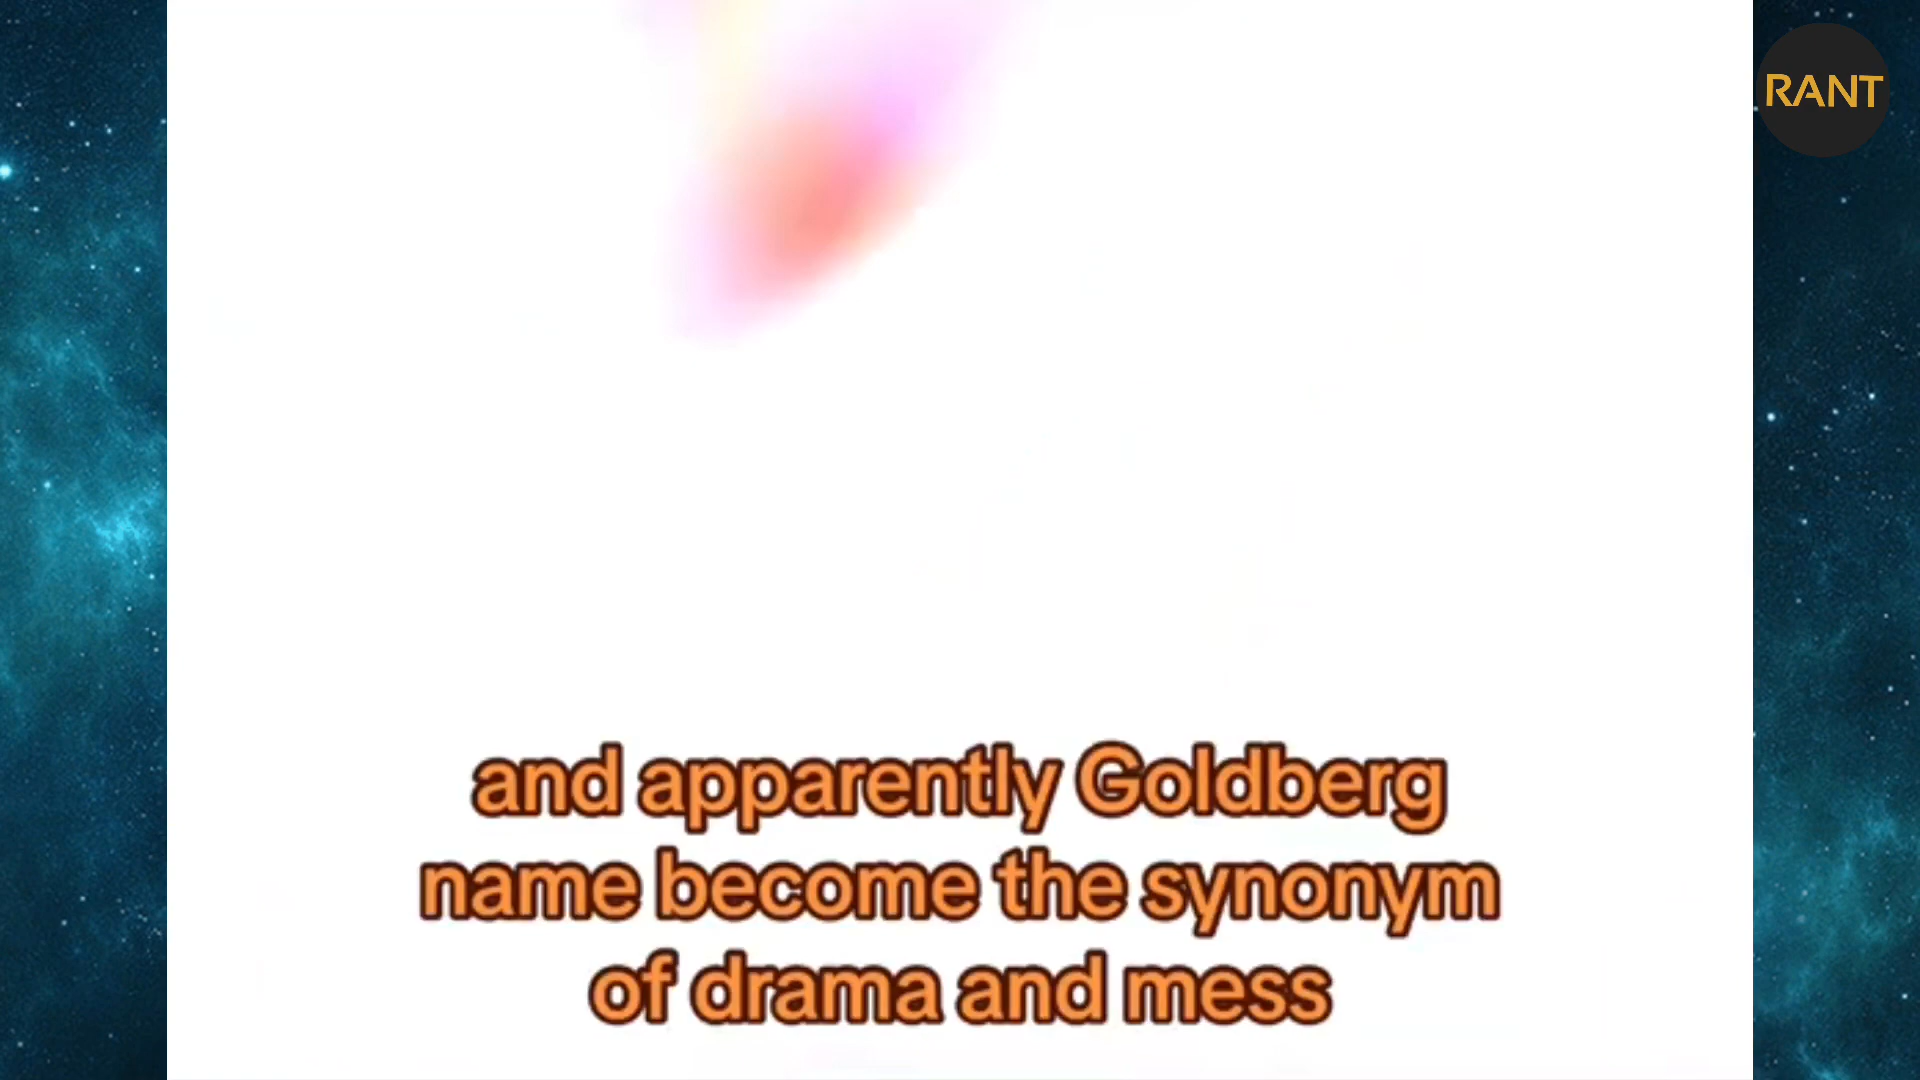 RANT
and apparently Goldberg
name become the synonym
of drama and mess